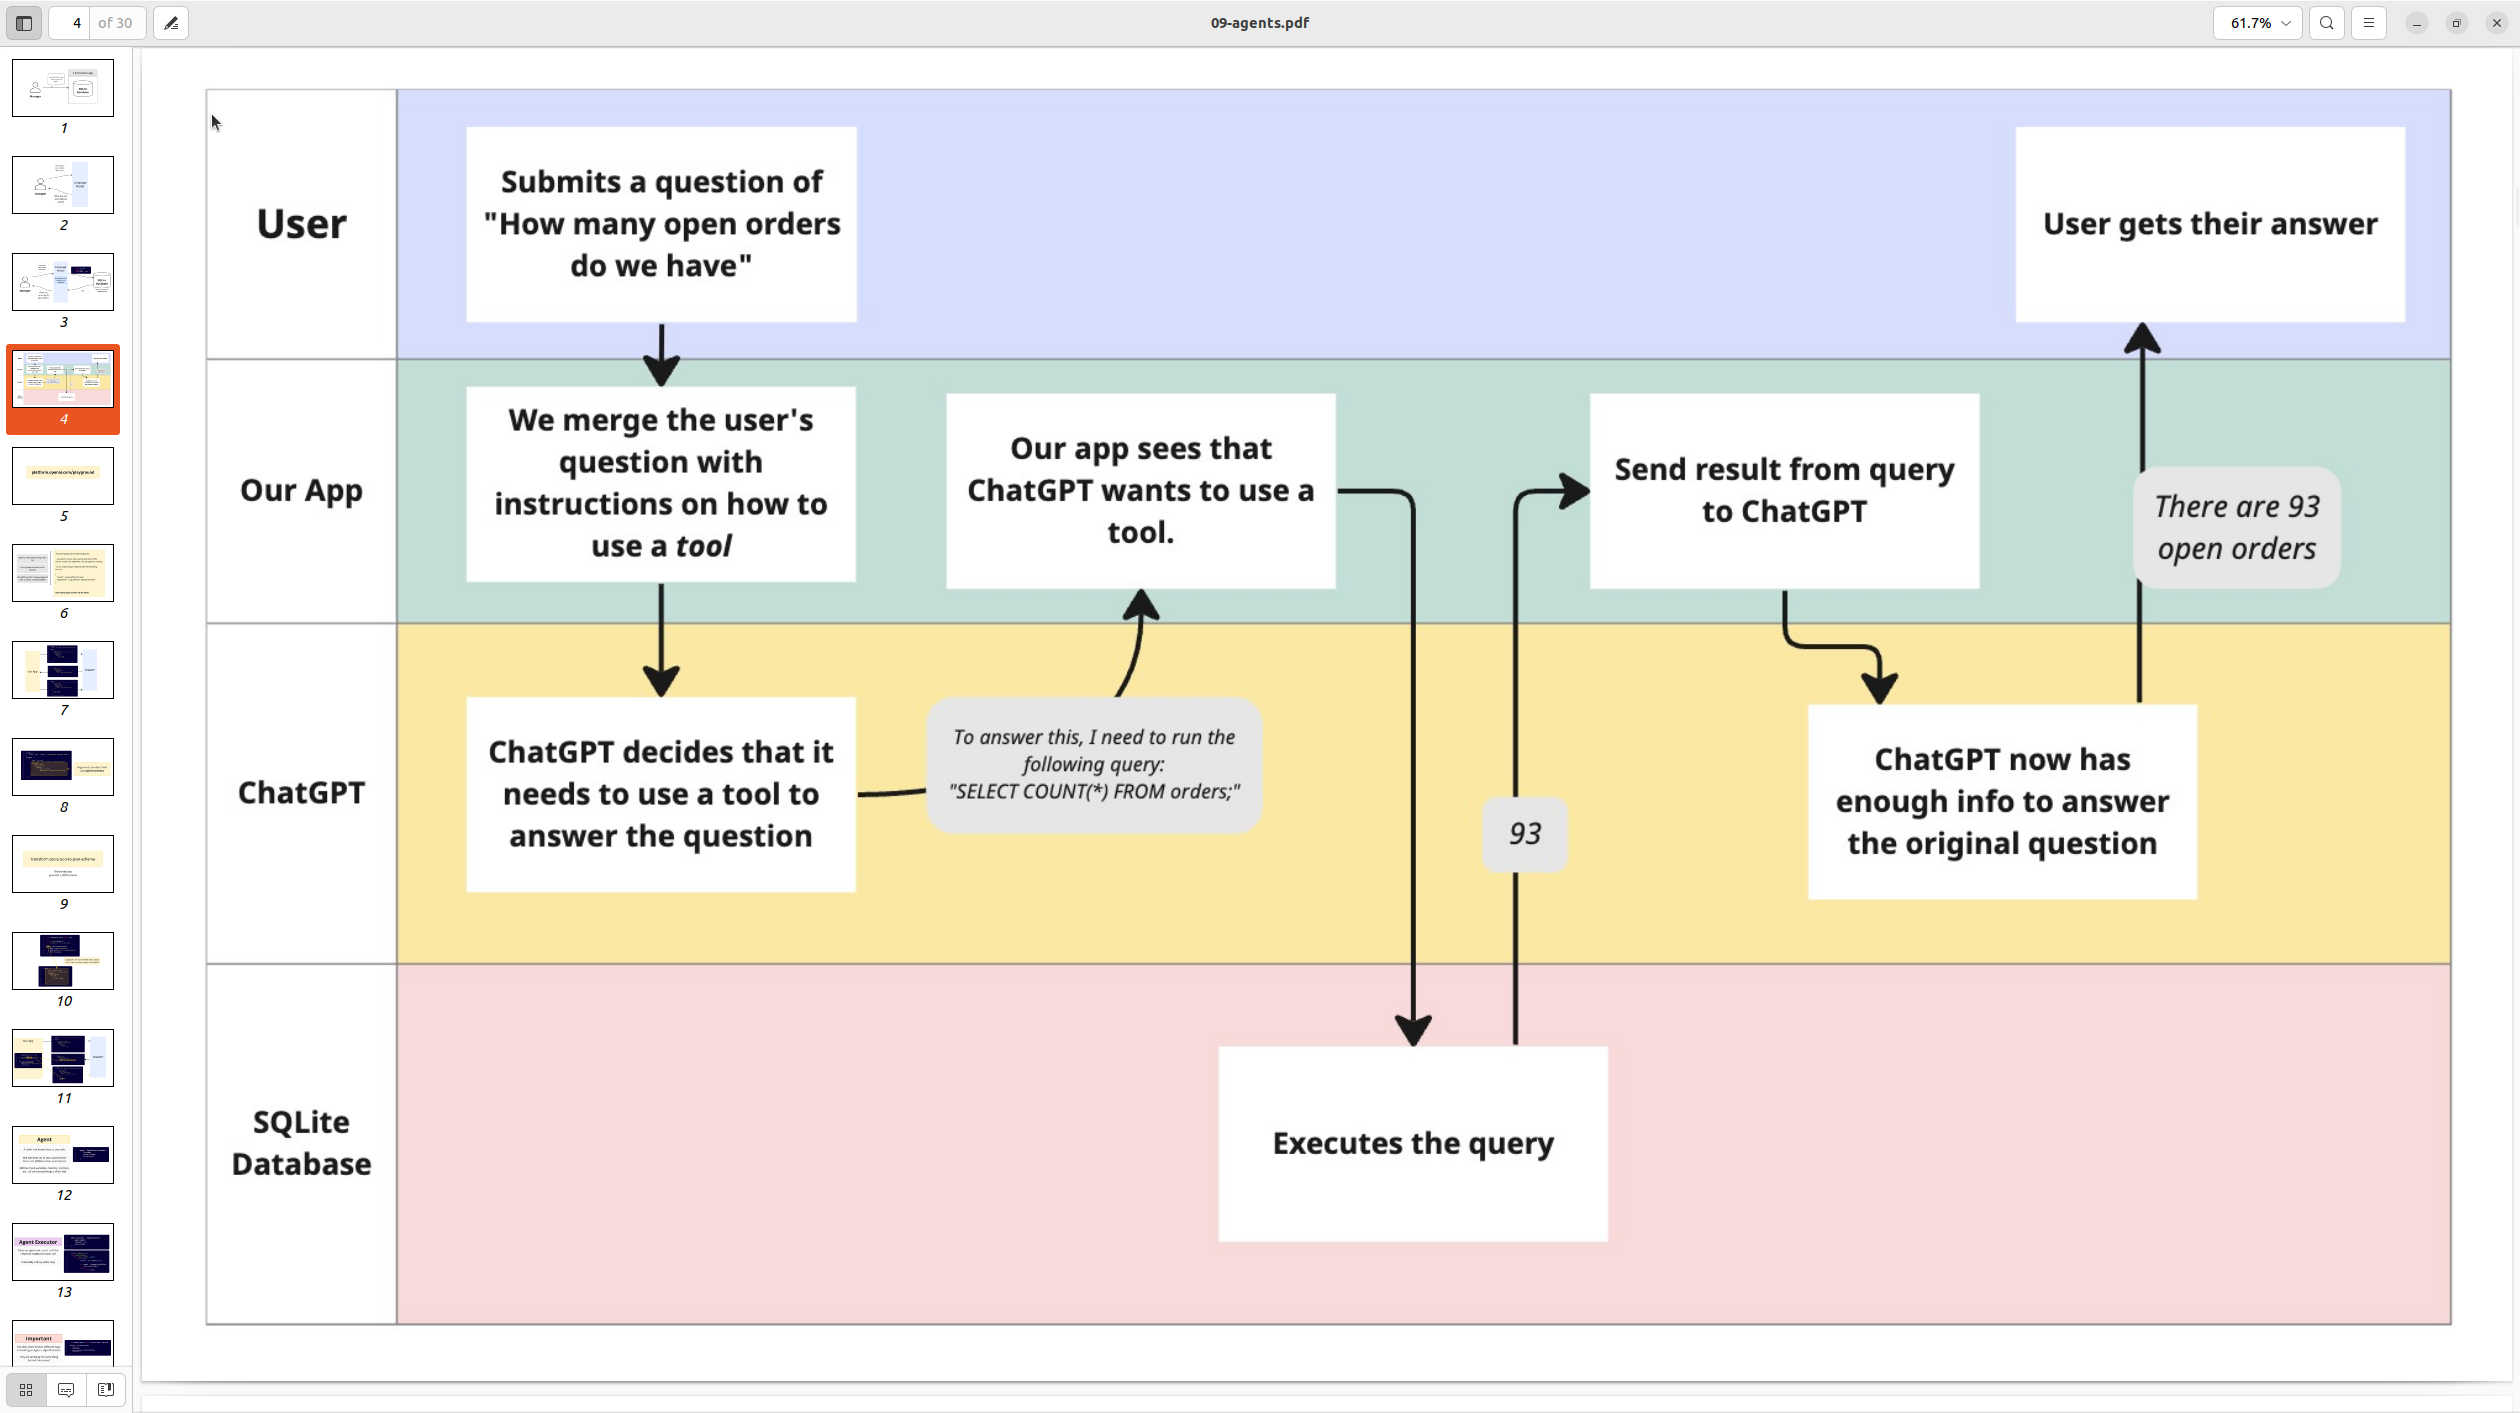 4 of 30
09-agents.pdf
61.7%
1
2
3
4
platform.openai.com/playground
5
6
7
8
9
10
11
Agent
12
Agent Executor
13
Important
User
Submits a question of
"How many open orders
do we have"
User gets their answer
Our App
We merge the user's
question with
instructions on how to
use a tool
Our app sees that
ChatGPT wants to use a
tool.
Send result from query
to ChatGPT
There are 93
open orders
ChatGPT
ChatGPT decides that it
needs to use a tool to
answer the question
To answer this, I need to run the
following query:
"SELECT COUNT(*) FROM orders;"
93
ChatGPT now has
enough info to answer
the original question
SQLite
Database
Executes the query